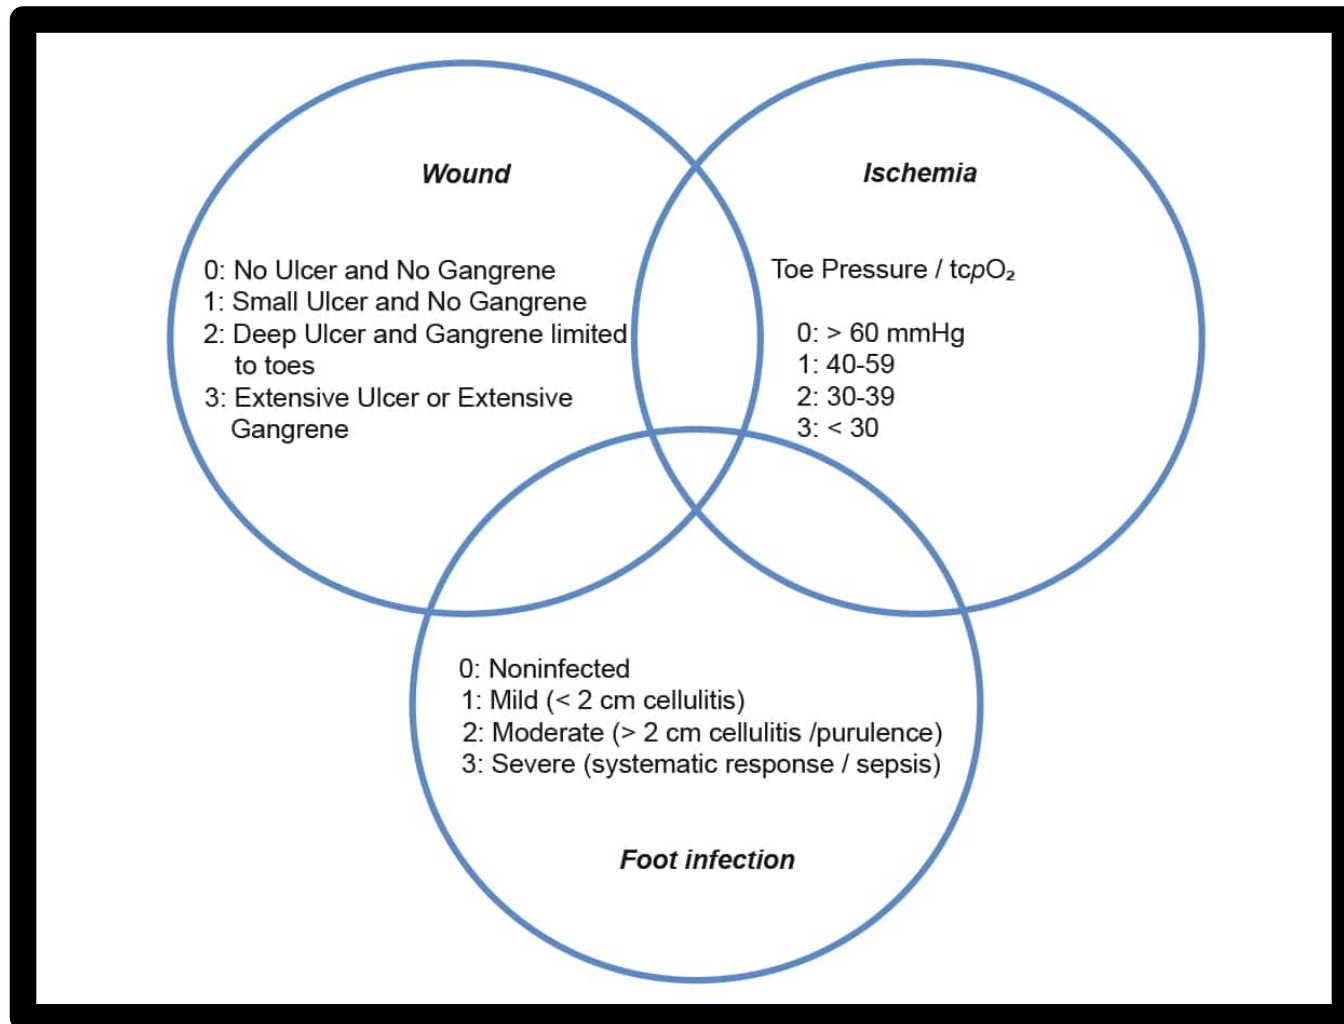 Wound
0: No Ulcer and No Gangrene
1: Small Ulcer and No Gangrene
2: Deep Ulcer and Gangrene limited
to toes
3: Extensive Ulcer or Extensive
Gangrene
Ischemia
Toe Pressure / tcpO₂
0: > 60 mmHg
1: 40-59
2: 30-39
3: < 30
0: Noninfected
1: Mild (< 2 cm cellulitis)
2: Moderate (> 2 cm cellulitis /purulence)
3: Severe (systematic response / sepsis)
Foot infection